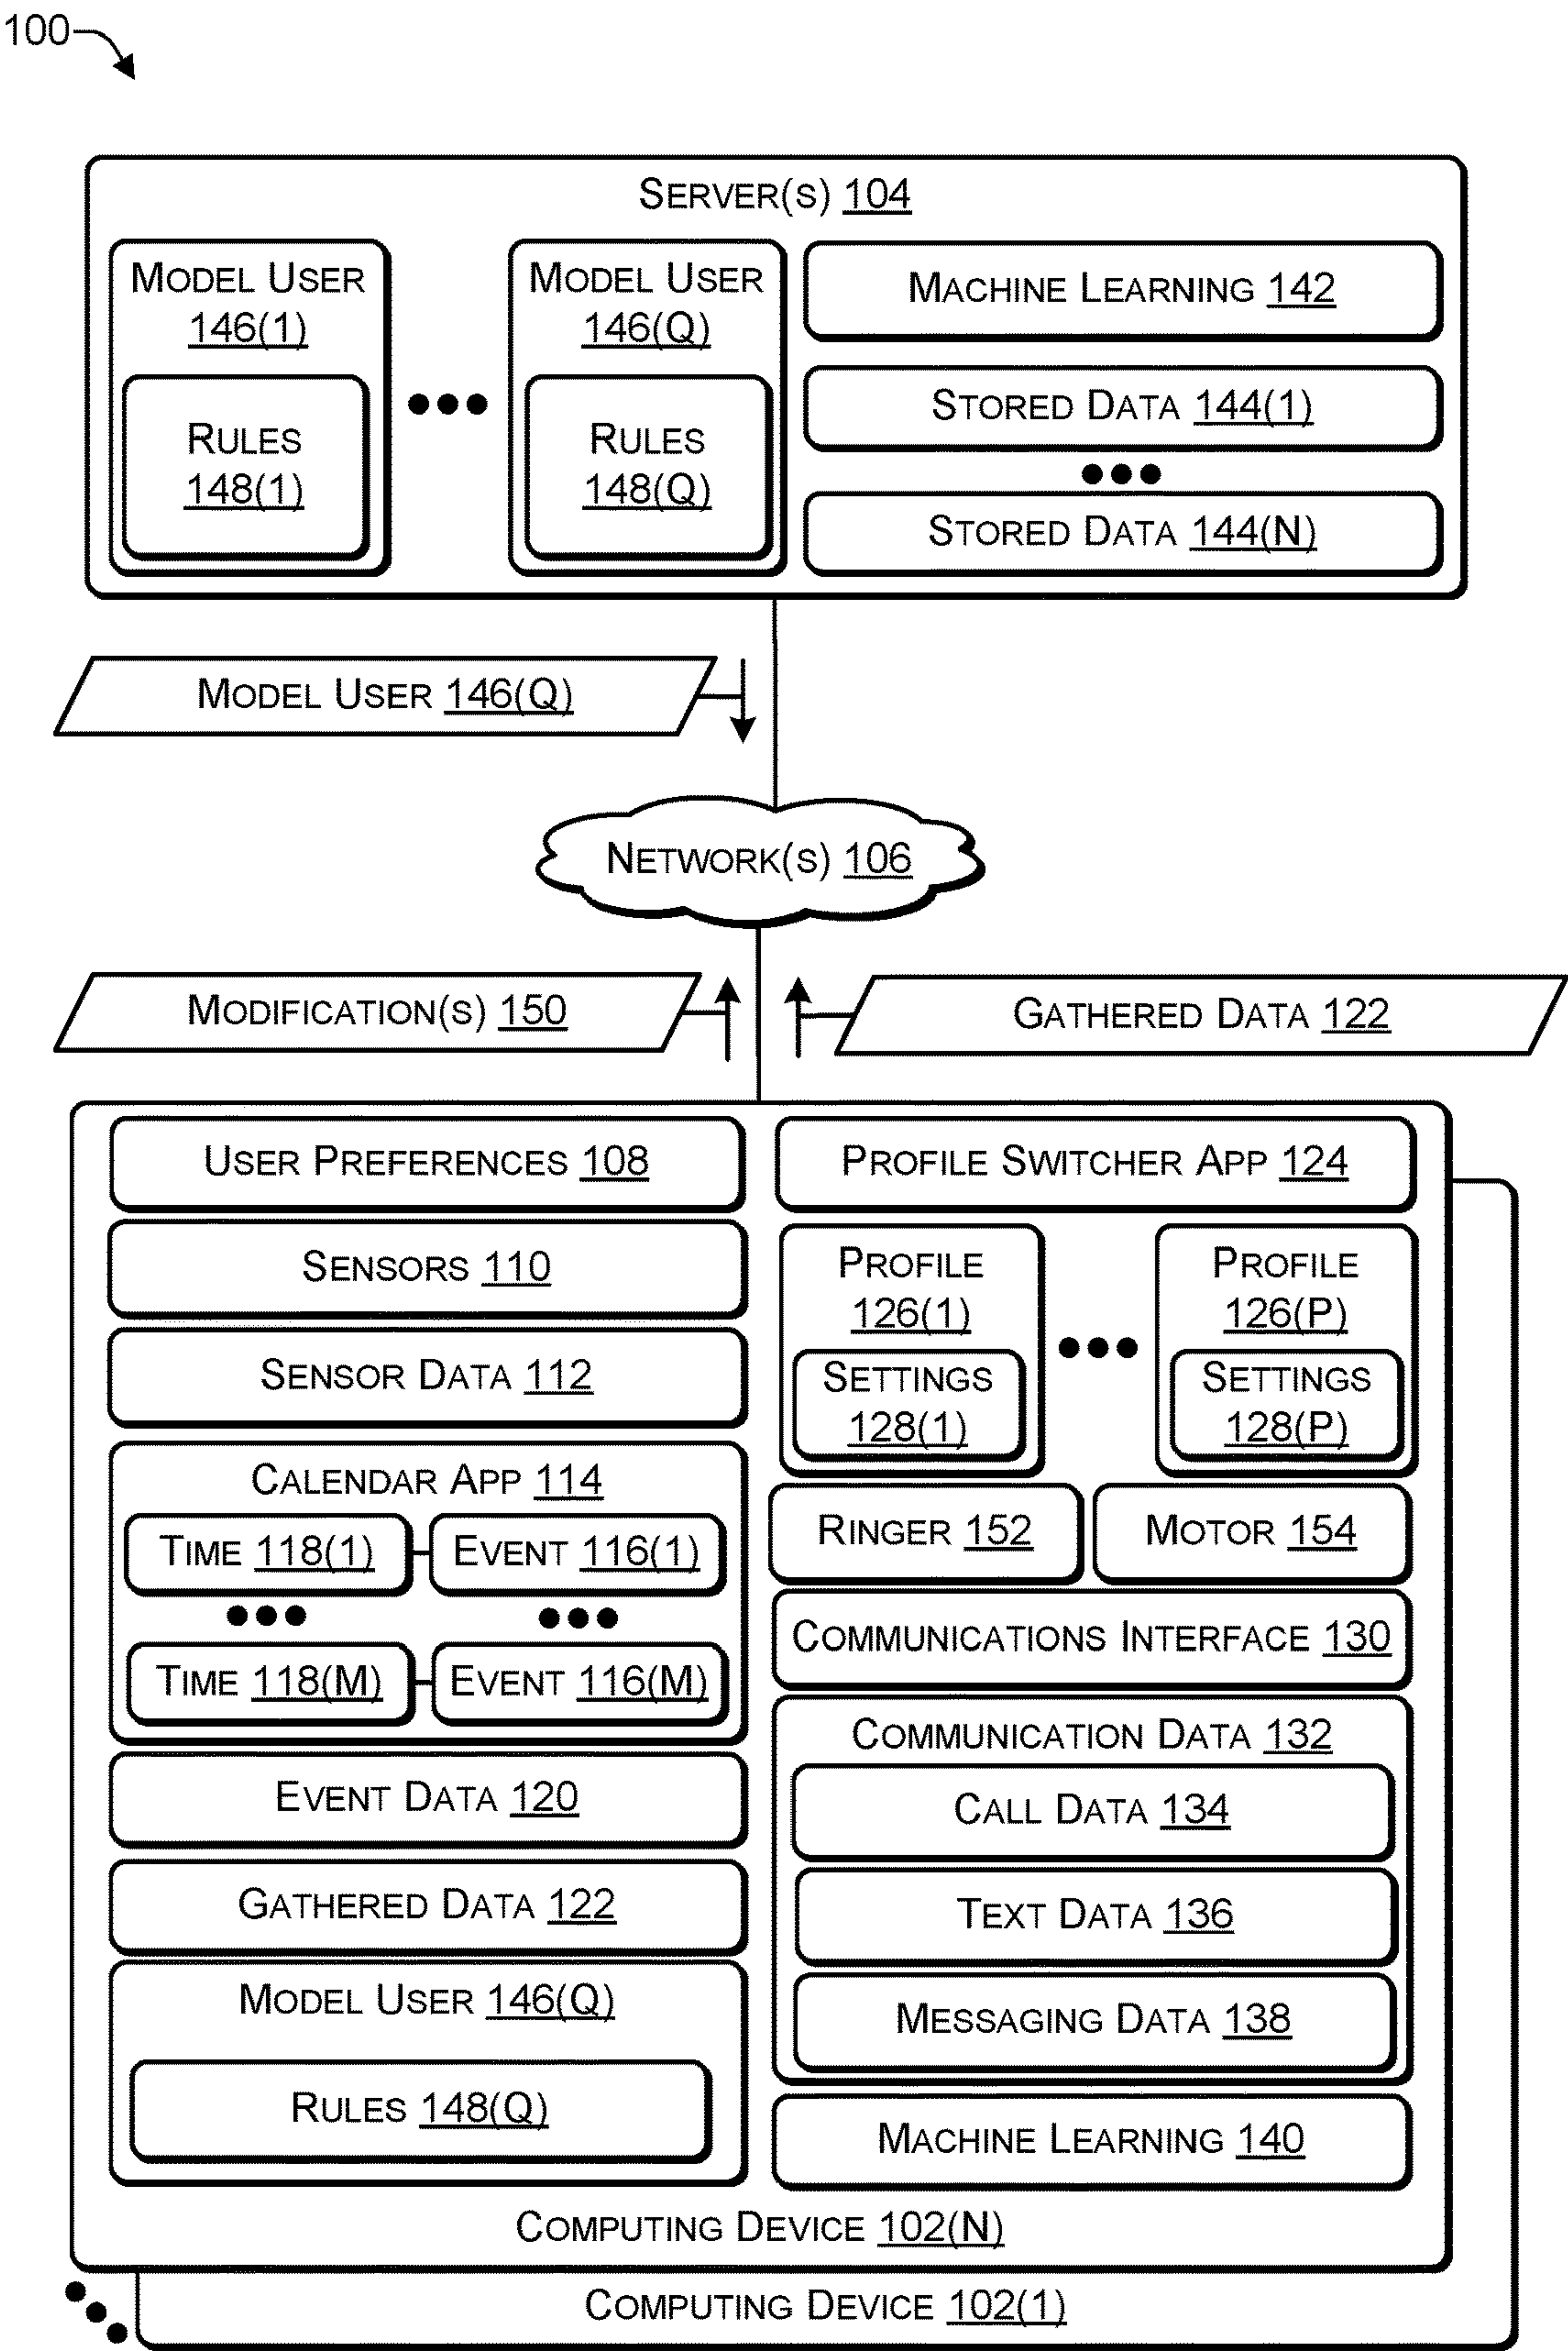 100
SERVER(S) 104
MODEL USER
146(1)
RULES
148(1)
MODEL USER
146(Q)
RULES
148(Q)
MACHINE LEARNING 142
STORED DATA 144(1)
STORED DATA 144(N)
MODEL USER 146(Q)
NETWORK(S) 106
MODIFICATION(S) 150
GATHERED DATA 122
USER PREFERENCES 108
SENSORS 110
SENSOR DATA 112
CALENDAR APP 114
TIME 118(1)
EVENT 116(1)
TIME 118(M)
EVENT 116(M)
EVENT DATA 120
GATHERED DATA 122
MODEL USER 146(Q)
RULES 148(Q)
PROFILE SWITCHER APP 124
PROFILE
126(1)
SETTINGS
128(1)
PROFILE
126(P)
SETTINGS
128(P)
RINGER 152
MOTOR 154
COMMUNICATIONS INTERFACE 130
COMMUNICATION DATA 132
CALL DATA 134
TEXT DATA 136
MESSAGING DATA 138
MACHINE LEARNING 140
COMPUTING DEVICE 102(N)
COMPUTING DEVICE 102(1)